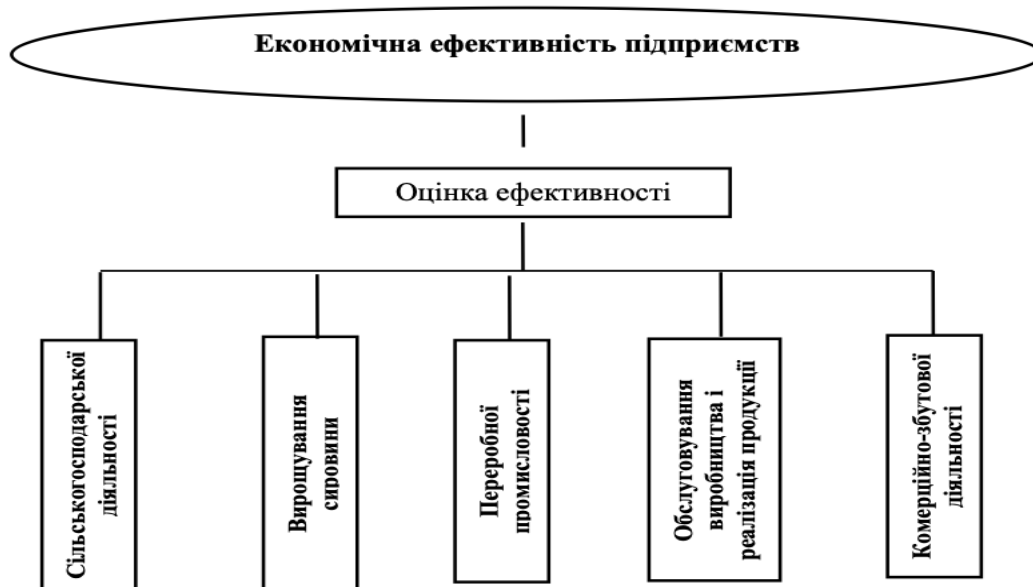 Економічна ефективність підприємств
Оцінка ефективності
Сільськогосподарської
діяльності
Вирощування
сировини
Переробної
промисловості
Обслуговування
виробництва і
реалізація продукції
Комерційно-збутової
діяльності